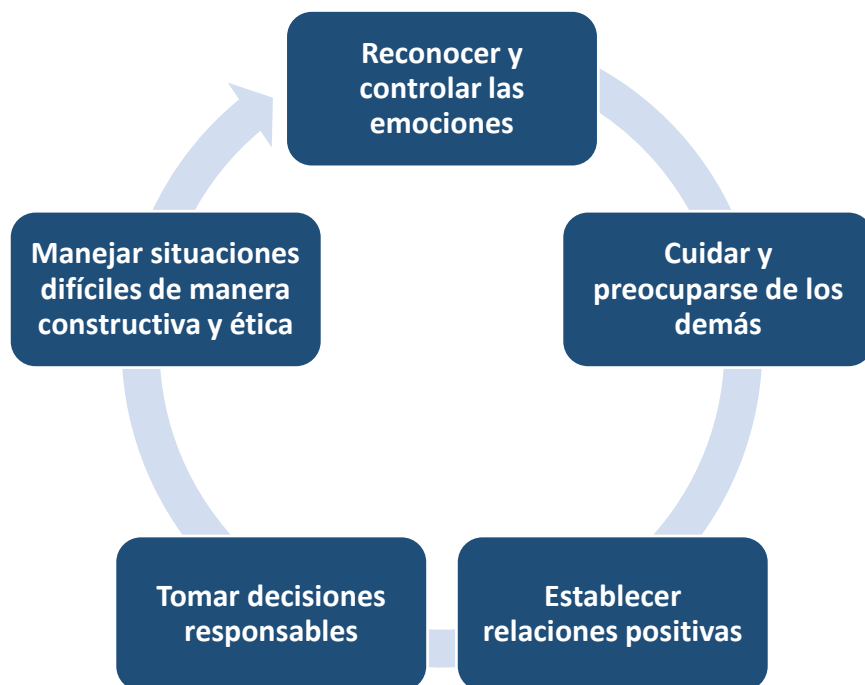 Reconocer y
controlar las
emociones
Cuidar y
preocuparse de los
demás
Establecer
relaciones positivas
Tomar decisiones
responsables
Manejar situaciones
difíciles de manera
constructiva y ética